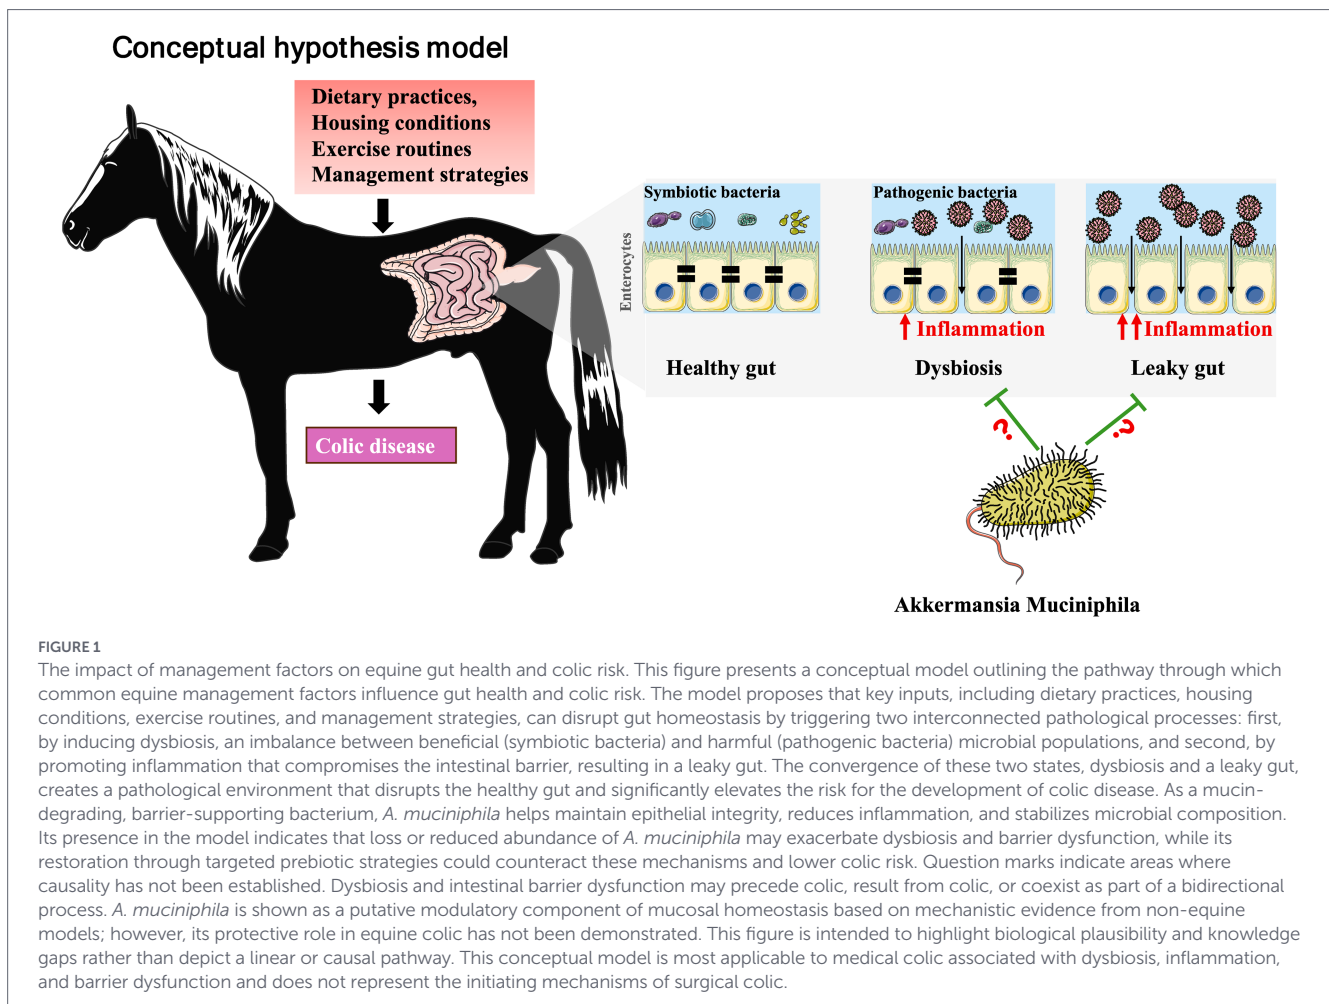 Conceptual hypothesis model
Dietary practices,
Housing conditions
Exercise routines
Management strategies
Colic disease
Enterocytes
Symbiotic bacteria
Healthy gut
Pathogenic bacteria
Inflammation
Dysbiosis
Inflammation
Leaky gut
?
?
Akkermansia Muciniphila
FIGURE 1
The impact of management factors on equine gut health and colic risk. This figure presents a conceptual model outlining the pathway through which
common equine management factors influence gut health and colic risk. The model proposes that key inputs, including dietary practices, housing
conditions, exercise routines, and management strategies, can disrupt gut homeostasis by triggering two interconnected pathological processes: first,
by inducing dysbiosis, an imbalance between beneficial (symbiotic bacteria) and harmful (pathogenic bacteria) microbial populations, and second, by
promoting inflammation that compromises the intestinal barrier, resulting in a leaky gut. The convergence of these two states, dysbiosis and a leaky gut,
creates a pathological environment that disrupts the healthy gut and significantly elevates the risk for the development of colic disease. As a mucin-
degrading, barrier-supporting bacterium, A. muciniphila helps maintain epithelial integrity, reduces inflammation, and stabilizes microbial composition.
Its presence in the model indicates that loss or reduced abundance of A. muciniphila may exacerbate dysbiosis and barrier dysfunction, while its
restoration through targeted prebiotic strategies could counteract these mechanisms and lower colic risk. Question marks indicate areas where
causality has not been established. Dysbiosis and intestinal barrier dysfunction may precede colic, result from colic, or coexist as part of a bidirectional
process. A. muciniphila is shown as a putative modulatory component of mucosal homeostasis based on mechanistic evidence from non-equine
models; however, its protective role in equine colic has not been demonstrated. This figure is intended to highlight biological plausibility and knowledge
gaps rather than depict a linear or causal pathway. This conceptual model is most applicable to medical colic associated with dysbiosis, inflammation,
and barrier dysfunction and does not represent the initiating mechanisms of surgical colic.